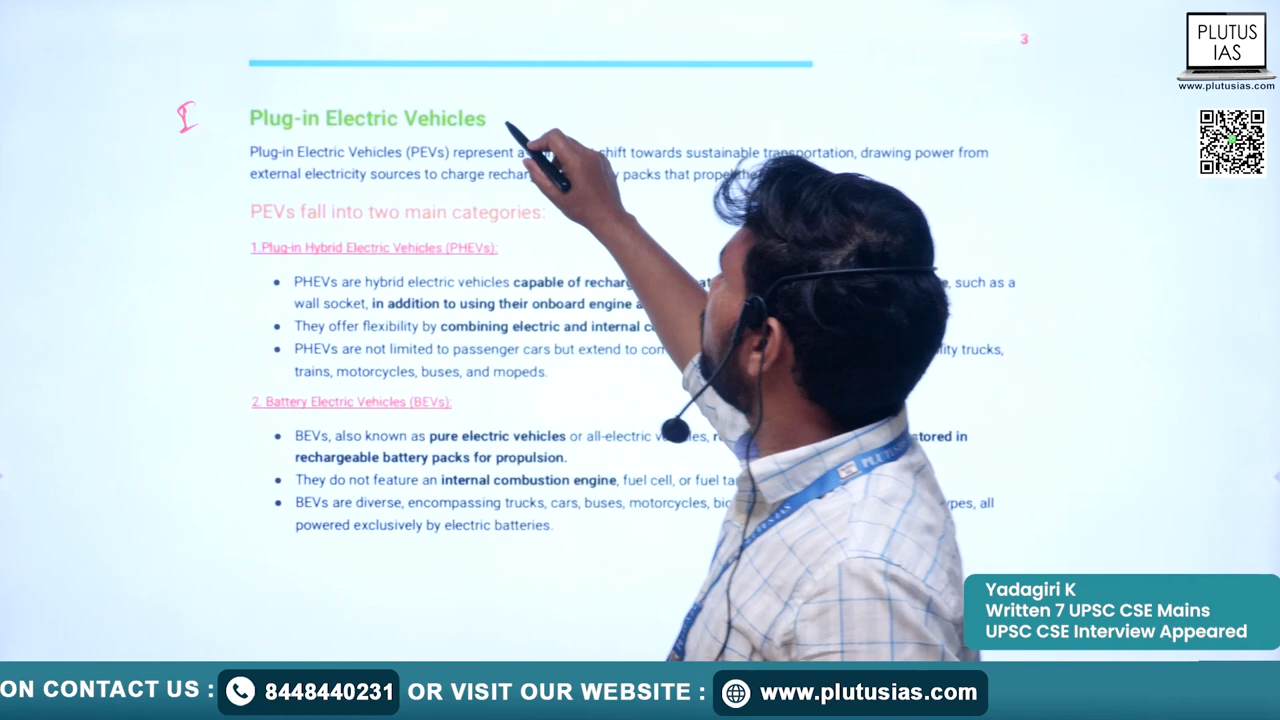 3
PLUTUS
IAS
www.plutusias.com
I
Plug-in Electric Vehicles
Plug-in Electric Vehicles (PEVs) represent a shift towards sustainable transportation, drawing power from
external electricity sources to charge packs that
PEVs fall into two main categories:
1.Plug-in Hybrid Electric Vehicles (PHEVs):
PHEVs are hybrid electric vehicles capable of such as a
wall socket, in addition to using their onboard engine
They offer flexibility by combining electric and internal
PHEVs are not limited to passenger cars but extend to trucks,
trains, motorcycles, buses, and mopeds.
2. Battery Electric Vehicles (BEVs):
BEVs, also known as pure electric vehicles or all-electric stored in
rechargeable battery packs for propulsion.
They do not feature an internal combustion engine, fuel cell, or fuel
BEVs are diverse, encompassing trucks, cars, buses, motorcycles, all
powered exclusively by electric batteries.
PLUTUS IAS
Yadagiri K
Written 7 UPSC CSE Mains
UPSC CSE Interview Appeared
ON CONTACT US : 8448440231 OR VISIT OUR WEBSITE : www.plutusias.com